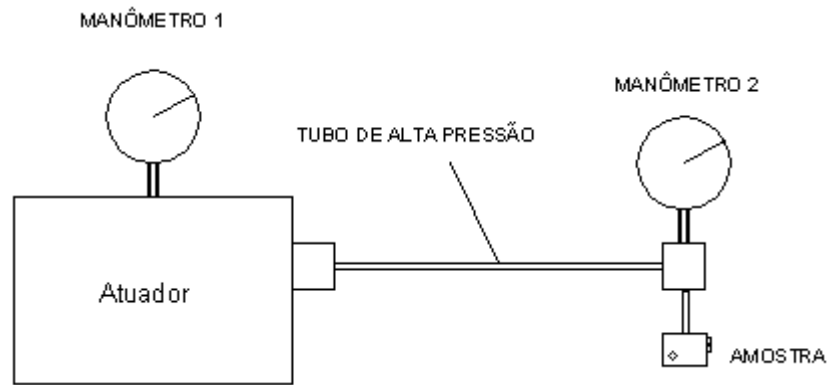 MANÔMETRO 1
MANÔMETRO 2
TUBO DE ALTA PRESSÃO
Atuador
AMOSTRA